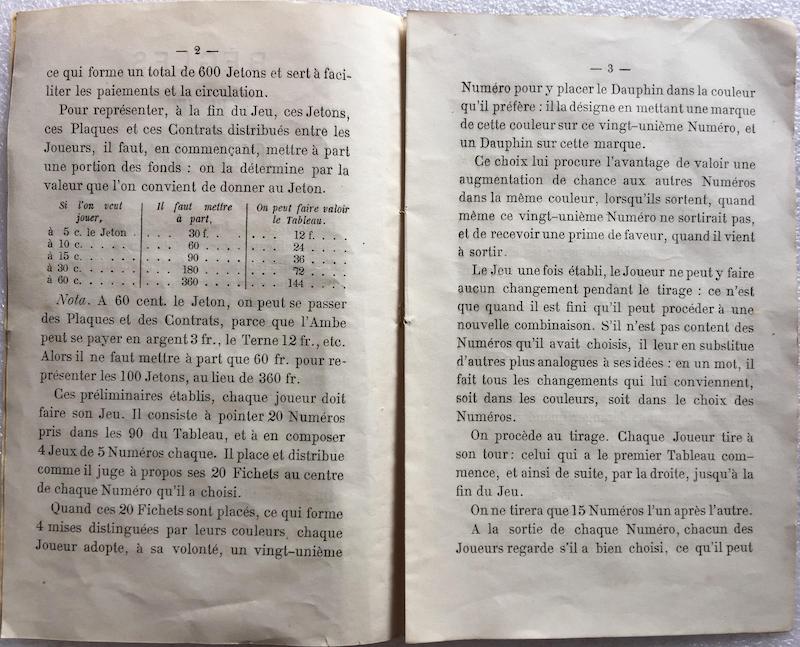 — 2 —
ce qui forme un total de 600 Jetons et sert à faci-
liter les paiements et la circulation.
Pour représenter, à la fin du Jeu, ces Jetons,
ces Plaques et ces Contrats distribués entre les
Joueurs, il faut, en commençant, mettre à part
une portion des fonds : on la détermine par la
valeur que l'on convient de donner au Jeton.
Si l'on veut jouer, | Il faut mettre à part, | On peut faire valoir le Tableau.
à 5 c. le Jeton . . . . 30 f. . . . . 12 f. . . .
à 10 c. . . . . . . . 60 . . . . . . 24 . . . .
à 15 c. . . . . . . . 90 . . . . . . 36 . . . .
à 30 c. . . . . . . . 180 . . . . . . 72 . . . .
à 60 c. . . . . . . . 360 . . . . . . 144 . . . .
Nota. A 60 cent. le Jeton, on peut se passer
des Plaques et des Contrats, parce que l'Ambe
peut se payer en argent 3 fr., le Terne 12 fr., etc.
Alors il ne faut mettre à part que 60 fr. pour re-
présenter les 100 Jetons, au lieu de 360 fr.
Ces préliminaires établis, chaque joueur doit
faire son Jeu. Il consiste à pointer 20 Numéros
pris dans les 90 du Tableau, et à en composer
4 Jeux de 5 Numéros chaque. Il place et distribue
comme il juge à propos ses 20 Fichets au centre
de chaque Numéro qu'il a choisi.
Quand ces 20 Fichets sont placés, ce qui forme
4 mises distinguées par leurs couleurs, chaque
Joueur adopte, à sa volonté, un vingt-unième
— 3 —
Numéro pour y placer le Dauphin dans la couleur
qu'il préfère : il la désigne en mettant une marque
de cette couleur sur ce vingt-unième Numéro, et
un Dauphin sur cette marque.
Ce choix lui procure l'avantage de valoir une
augmentation de chance aux autres Numéros
dans la même couleur, lorsqu'ils sortent, quand
même ce vingt-unième Numéro ne sortirait pas,
et de recevoir une prime de faveur, quand il vient
à sortir.
Le Jeu une fois établi, le Joueur ne peut y faire
aucun changement pendant le tirage : ce n'est
que quand il est fini qu'il peut procéder à une
nouvelle combinaison. S'il n'est pas content des
Numéros qu'il avait choisis, il leur en substitue
d'autres plus analogues à ses idées : en un mot, il
fait tous les changements qui lui conviennent,
soit dans les couleurs, soit dans le choix des
Numéros.
On procède au tirage. Chaque Joueur tire à
son tour : celui qui a le premier Tableau com-
mence, et ainsi de suite, par la droite, jusqu'à la
fin du Jeu.
On ne tirera que 15 Numéros l'un après l'autre.
A la sortie de chaque Numéro, chacun des
Joueurs regarde s'il a bien choisi, ce qu'il peut